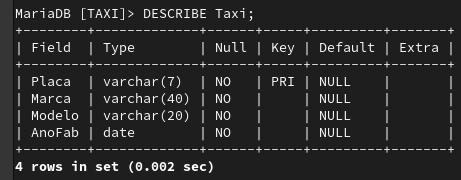 MariaDB [TAXI]> DESCRIBE Taxi;
+--------+-------------+------+-----+---------+-------+
| Field  | Type        | Null | Key | Default | Extra |
+--------+-------------+------+-----+---------+-------+
| Placa  | varchar(7)  | NO   | PRI | NULL    |       |
| Marca  | varchar(40) | NO   |     | NULL    |       |
| Modelo | varchar(20) | NO   |     | NULL    |       |
| AnoFab | date        | NO   |     | NULL    |       |
+--------+-------------+------+-----+---------+-------+
4 rows in set (0.002 sec)